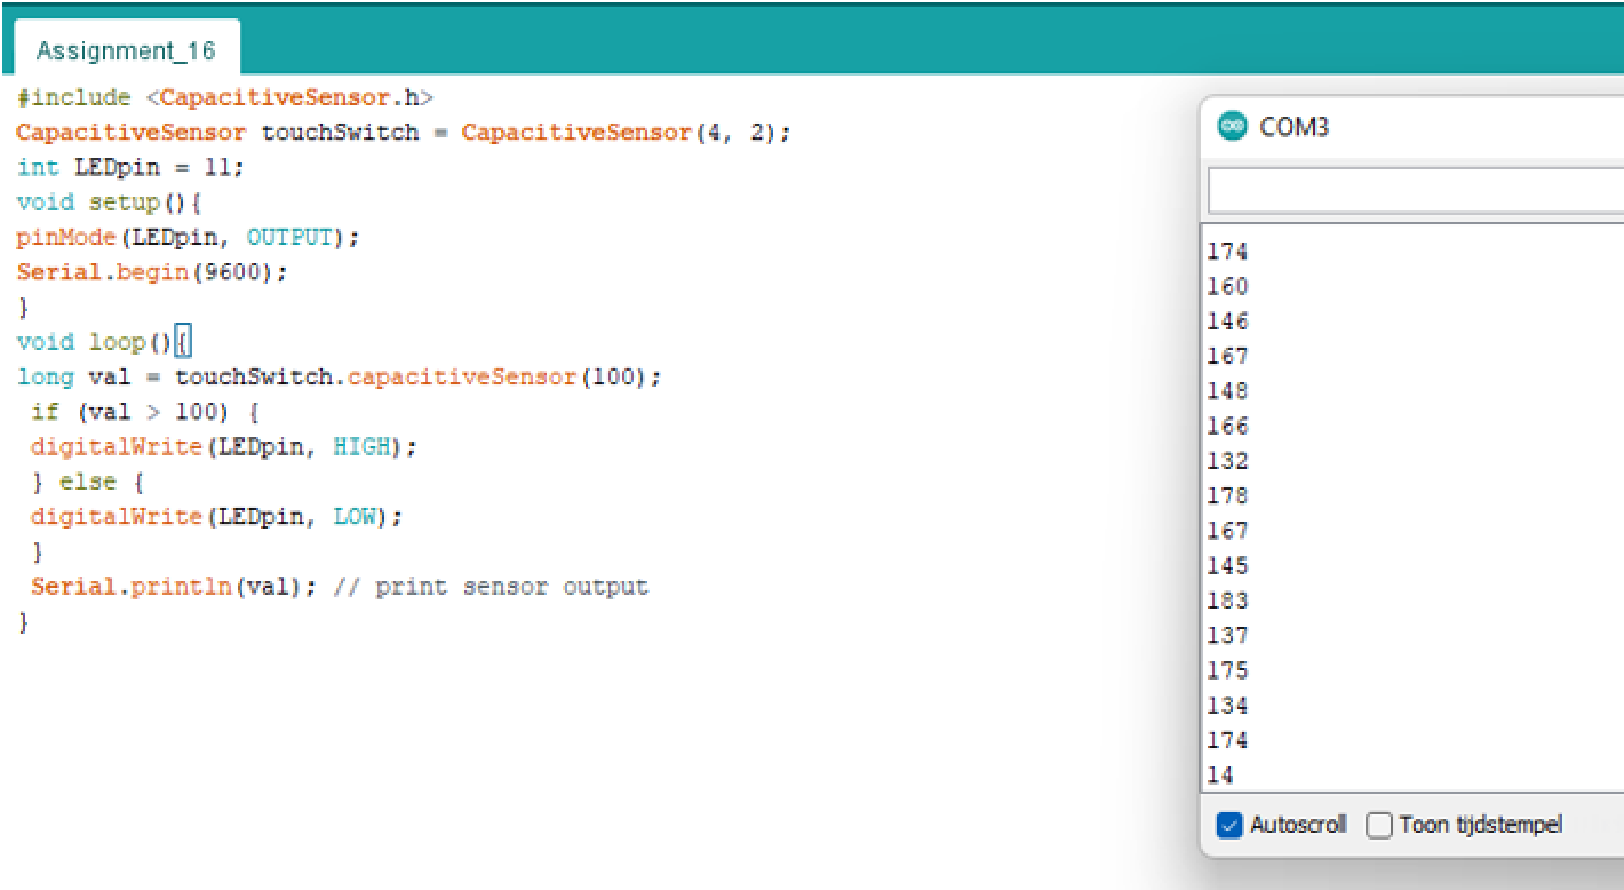 Assignment_16
#include <CapacitiveSensor.h>
CapacitiveSensor touchSwitch = CapacitiveSensor(4, 2);
int LEDpin = 11;
void setup(){
pinMode(LEDpin, OUTPUT);
Serial.begin(9600);
}
void loop(){
long val = touchSwitch.capacitiveSensor(100);
if (val > 100) {
digitalWrite(LEDpin, HIGH);
} else {
digitalWrite(LEDpin, LOW);
}
Serial.println(val); // print sensor output
}
COM3
174
160
146
167
148
166
132
178
167
145
183
137
175
134
174
14
Autoscroll Toon tijdstempel